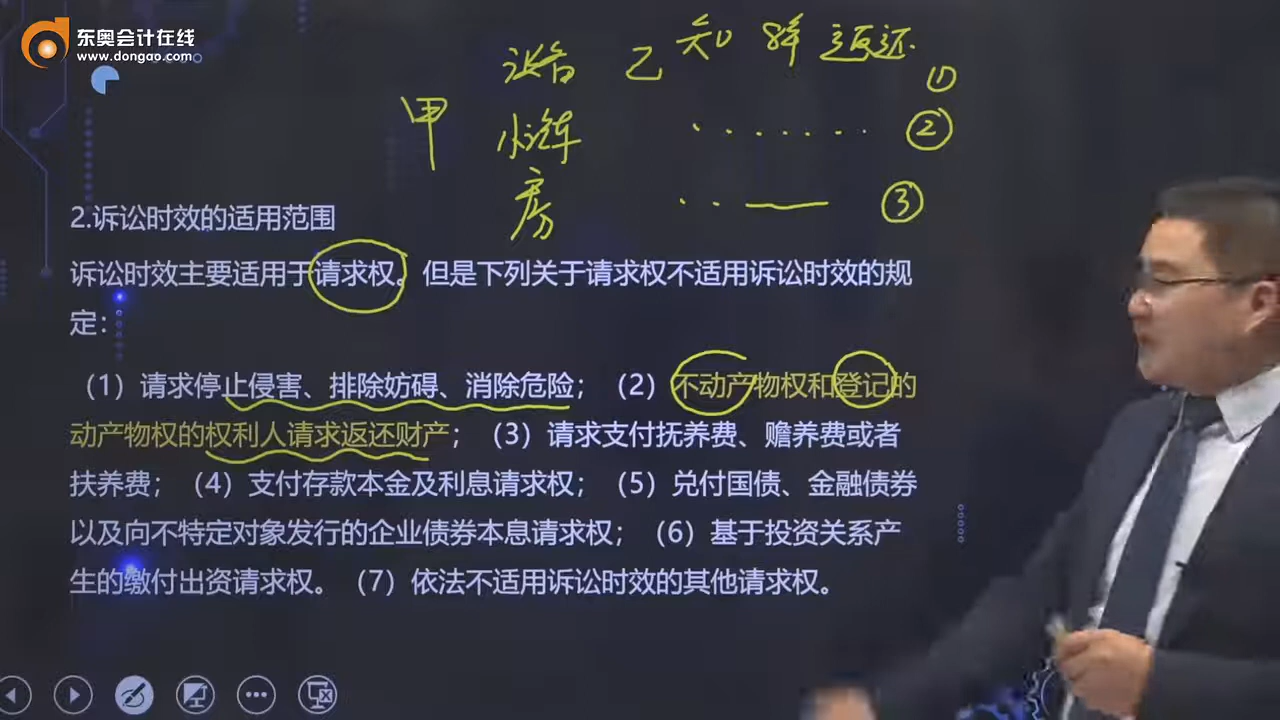 东奥会计在线
www.dongao.com
设备 乙 知 8年 返还
①
甲 小汽车 ②
房 ③
2.诉讼时效的适用范围
诉讼时效主要适用于请求权。但是下列关于请求权不适用诉讼时效的规
定：
（1）请求停止侵害、排除妨碍、消除危险；（2）不动产物权和登记的
动产物权的权利人请求返还财产；（3）请求支付抚养费、赡养费或者
扶养费；（4）支付存款本金及利息请求权；（5）兑付国债、金融债券
以及向不特定对象发行的企业债券本息请求权；（6）基于投资关系产
生的缴付出资请求权。（7）依法不适用诉讼时效的其他请求权。